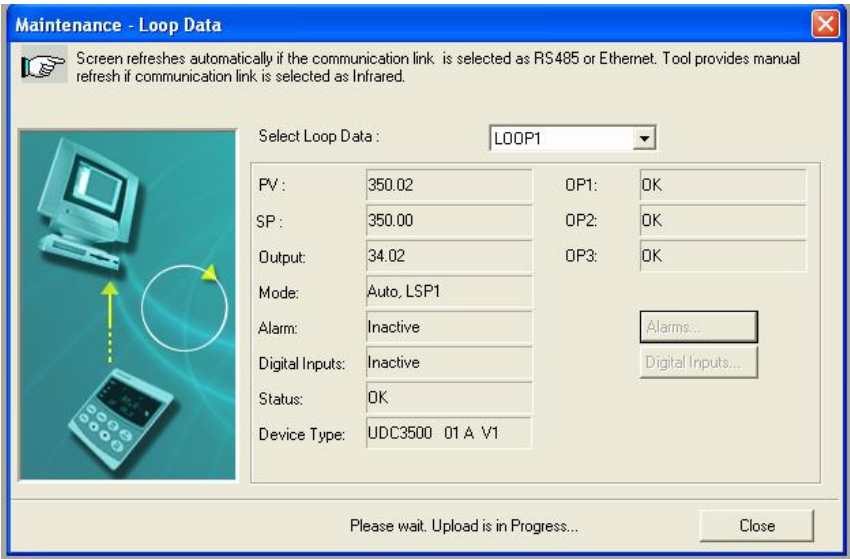 Maintenance - Loop Data
Screen refreshes automatically if the communication link is selected as RS485 or Ethernet. Tool provides manual
refresh if communication link is selected as Infrared.
Select Loop Data : LOOP1
PV : 350.02 OP1: OK
SP : 350.00 OP2: OK
Output: 34.02 OP3: OK
Mode: Auto, LSP1
Alarm: Inactive Alarms...
Digital Inputs: Inactive Digital Inputs...
Status: OK
Device Type: UDC3500 01 A V1
Please wait. Upload is in Progress... Close